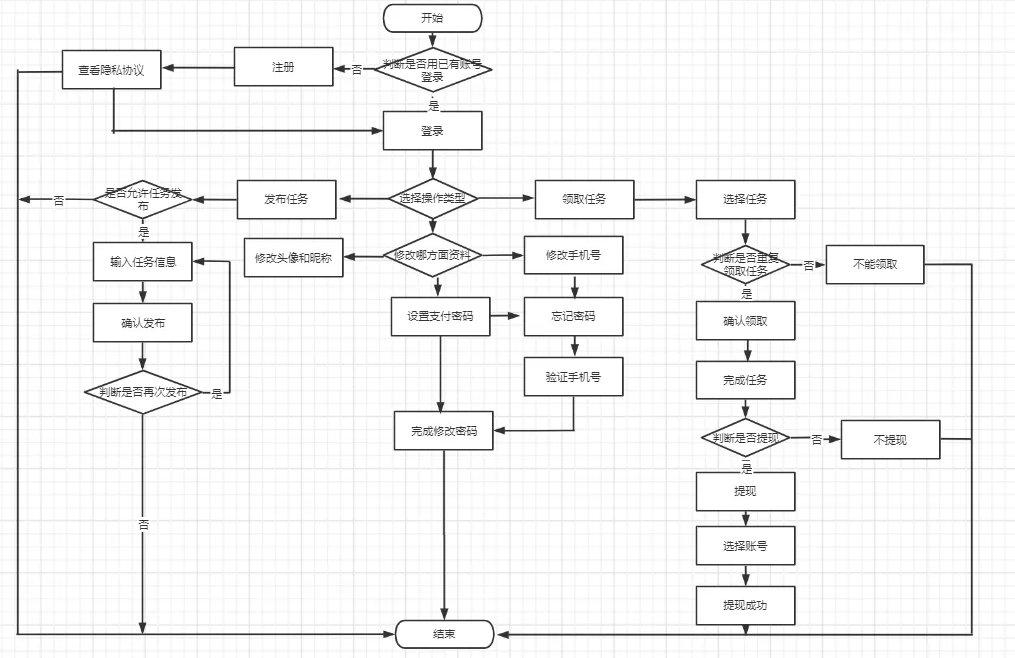 开始
判断是否用已有账号
登录
否
注册
查看隐私协议
是
登录
选择操作类型
发布任务
是否允许任务发
布
否
是
输入任务信息
确认发布
判断是否再次发布
是
否
修改哪方面资料
修改头像和昵称
修改手机号
设置支付密码
忘记密码
验证手机号
完成修改密码
领取任务
选择任务
判断是否重复
领取任务
否
不能领取
是
确认领取
完成任务
判断是否提现
否
不提现
是
提现
选择账号
提现成功
结束